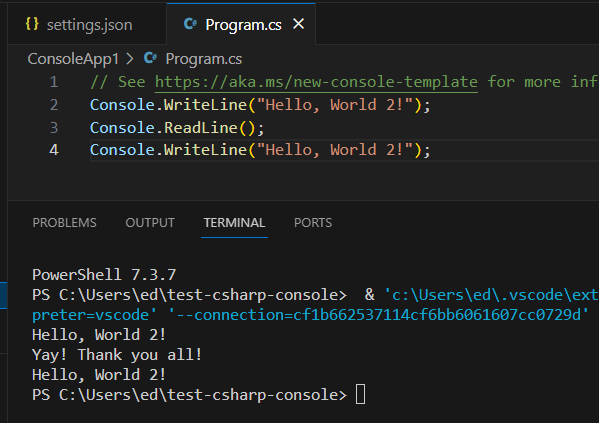 {} settings.json
C# Program.cs
ConsoleApp1 > C# Program.cs
1 // See https://aka.ms/new-console-template for more inf
2 Console.WriteLine("Hello, World 2!");
3 Console.ReadLine();
4 Console.WriteLine("Hello, World 2!");
PROBLEMS OUTPUT TERMINAL PORTS
PowerShell 7.3.7
PS C:\Users\ed\test-csharp-console>  & 'c:\Users\ed\.vscode\ext
preter=vscode' '--connection=cf1b662537114cf6bb6061607cc0729d'
Hello, World 2!
Yay! Thank you all!
Hello, World 2!
PS C:\Users\ed\test-csharp-console>